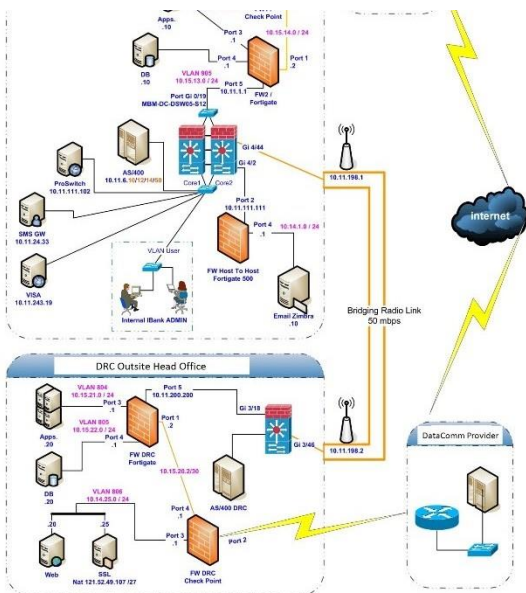 Apps.
.10
Port 3
.1
Check Point
10.15.14.0 / 24
Port 4
.1
Port 1
.2
DB
.10
VLAN 909
10.15.13.0 / 24
Port 5
10.11.1.1
FW2 /
Fortigate
Port Gi 0/19
MBM-DC-DSW05-S12
AS/400
10.11.6.10/12/14/60
Gi 4/44
Gi 4/2
Core1
Core2
ProSwitch
10.11.111.102
10.11.198.1
internet
Port 2
10.11.111.111
SMS GW
10.11.24.33
Port 4
.1
10.14.1.0 / 24
VLAN User
FW Host To Host
Fortigate 500
VISA
10.11.243.19
Internal IBank ADMIN
Email Zimbra
.10
Bridging Radio Link
50 mbps
DRC Outsite Head Office
VLAN 804
10.15.21.0 / 24
Port 5
10.11.200.200
Port 3
.1
Port 1
.2
Gi 3/18
Apps.
.20
VLAN 805
10.15.22.0 / 24
Port 4
.1
FW DRC
Fortigate
Gi 3/46
10.11.198.2
DataComm Provider
DB
.20
10.15.20.2/30
AS/400 DRC
VLAN 808
10.14.25.0 / 24
Port 4
.1
.26
.25
Port 3
.1
Port 2
Web
SSL
Nat 121.52.49.107 /27
FW DRC
Check Point